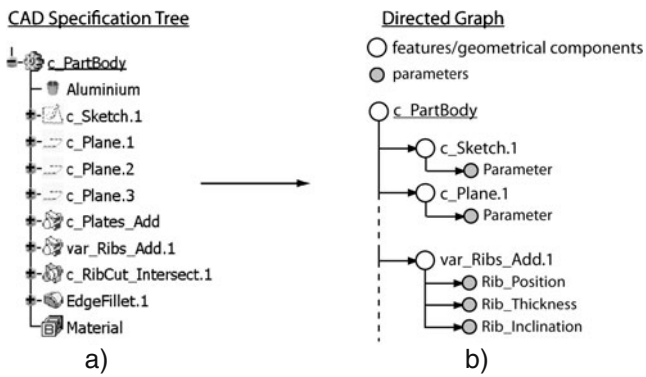 CAD Specification Tree
c_PartBody
Aluminium
c_Sketch.1
c_Plane.1
c_Plane.2
c_Plane.3
c_Plates_Add
var_Ribs_Add.1
c_RibCut_Intersect.1
EdgeFillet.1
Material
a)
Directed Graph
features/geometrical components
parameters
c_PartBody
c_Sketch.1
Parameter
c_Plane.1
Parameter
var_Ribs_Add.1
Rib_Position
Rib_Thickness
Rib_Inclination
b)